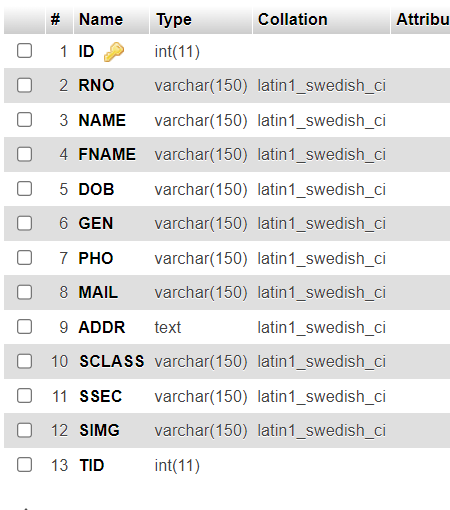 # Name Type Collation Attribu
1 ID int(11)
2 RNO varchar(150) latin1_swedish_ci
3 NAME varchar(150) latin1_swedish_ci
4 FNAME varchar(150) latin1_swedish_ci
5 DOB varchar(150) latin1_swedish_ci
6 GEN varchar(150) latin1_swedish_ci
7 PHO varchar(150) latin1_swedish_ci
8 MAIL varchar(150) latin1_swedish_ci
9 ADDR text latin1_swedish_ci
10 SCLASS varchar(150) latin1_swedish_ci
11 SSEC varchar(150) latin1_swedish_ci
12 SIMG varchar(150) latin1_swedish_ci
13 TID int(11)